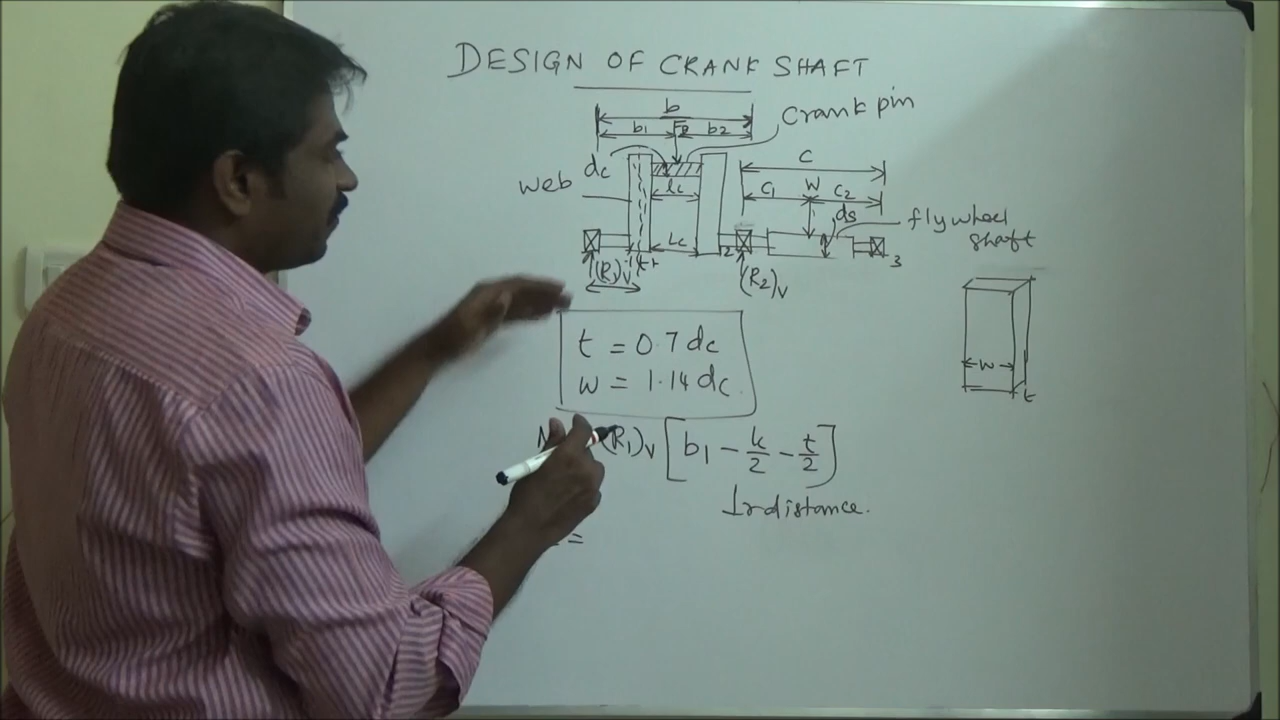 DESIGN OF CRANK SHAFT
b
crank pin
b1 b2
dc
c
web
lc
c1 W c2
ds
flywheel
shaft
Lc
2
3
(R1)V
t
(R2)V
t = 0.7 dc
w = 1.14 dc
w
t
(R1)V [b1 - lc/2 - t/2]
⊥r distance.
=